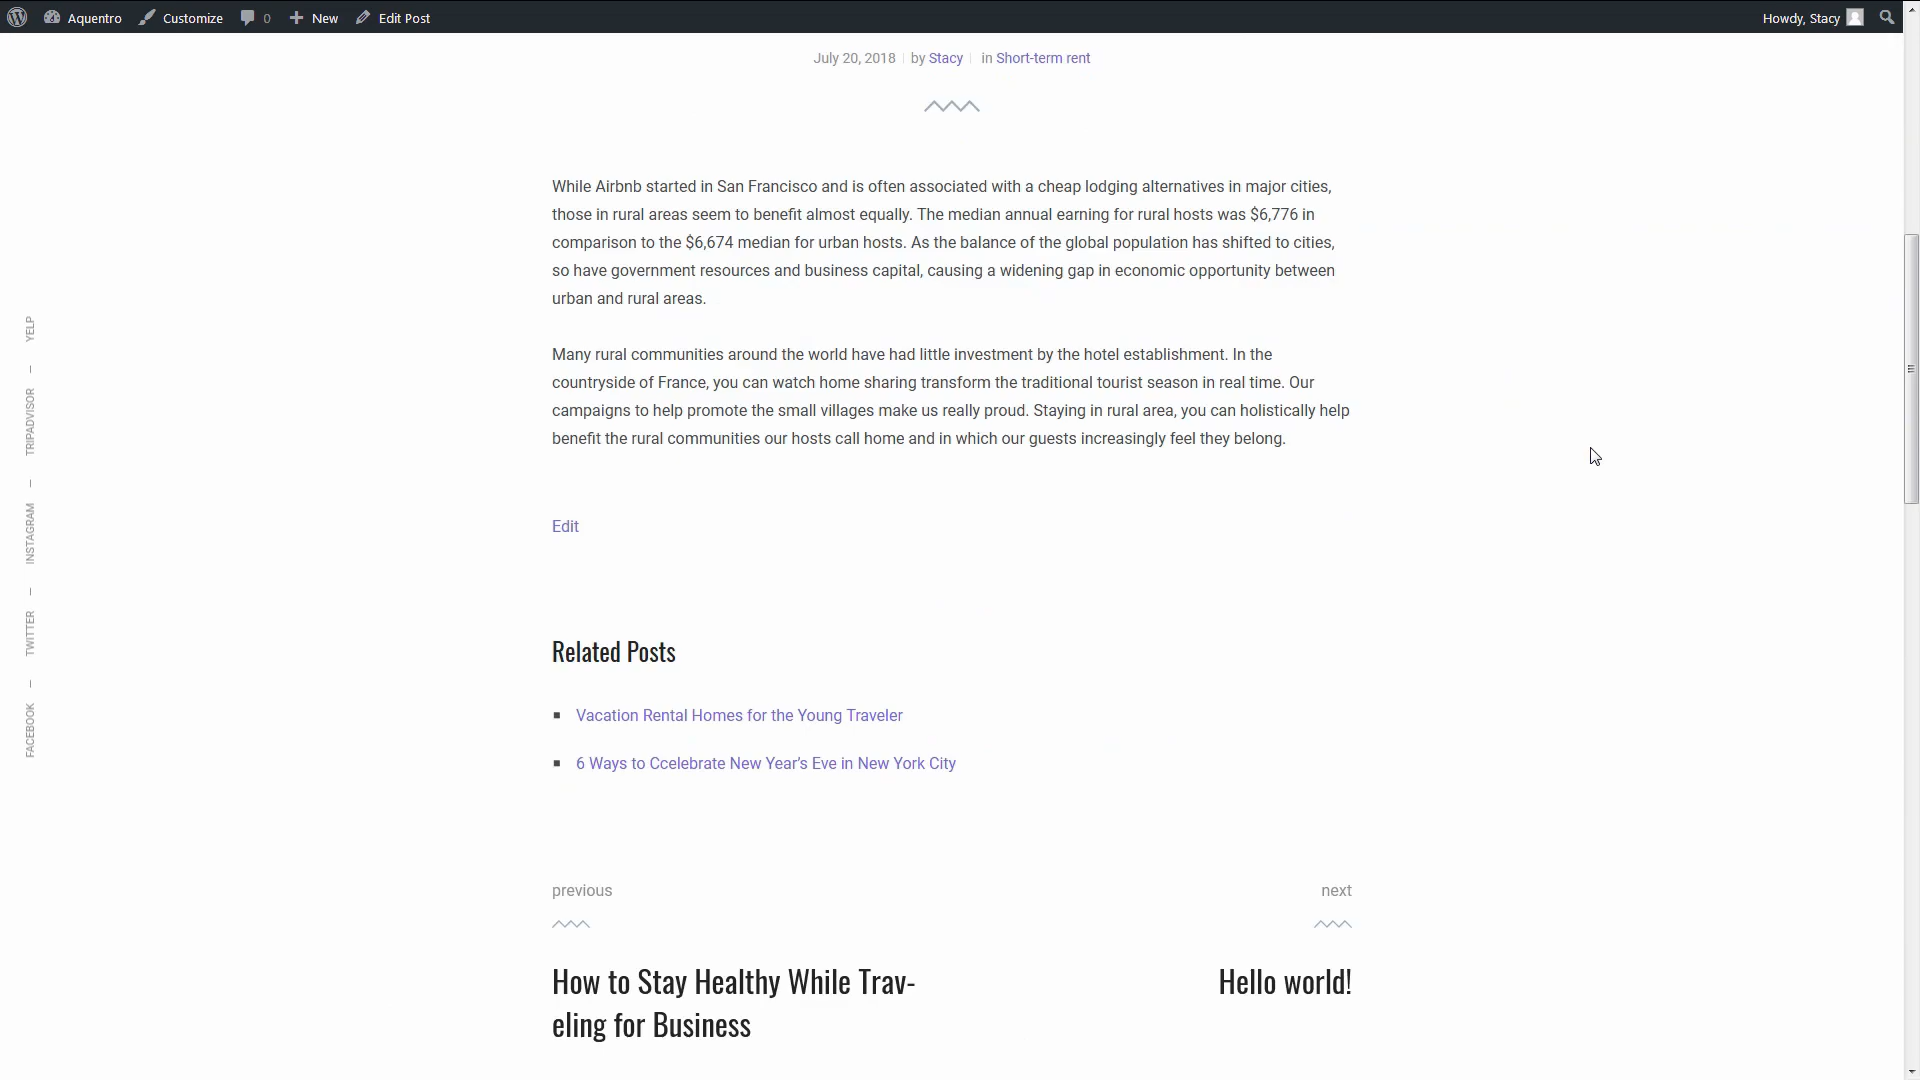 Aquentro Customize 0 New Edit Post Howdy, Stacy
July 20, 2018 by Stacy in Short-term rent
While Airbnb started in San Francisco and is often associated with a cheap lodging alternatives in major cities,
those in rural areas seem to benefit almost equally. The median annual earning for rural hosts was $6,776 in
comparison to the $6,674 median for urban hosts. As the balance of the global population has shifted to cities,
so have government resources and business capital, causing a widening gap in economic opportunity between
urban and rural areas.
Many rural communities around the world have had little investment by the hotel establishment. In the
countryside of France, you can watch home sharing transform the traditional tourist season in real time. Our
campaigns to help promote the small villages make us really proud. Staying in rural area, you can holistically help
benefit the rural communities our hosts call home and in which our guests increasingly feel they belong.
Edit
Related Posts
Vacation Rental Homes for the Young Traveler
6 Ways to Ccelebrate New Year's Eve in New York City
previous
next
How to Stay Healthy While Trav-
eling for Business
Hello world!
FACEBOOK — TWITTER — INSTAGRAM — TRIPADVISOR — YELP